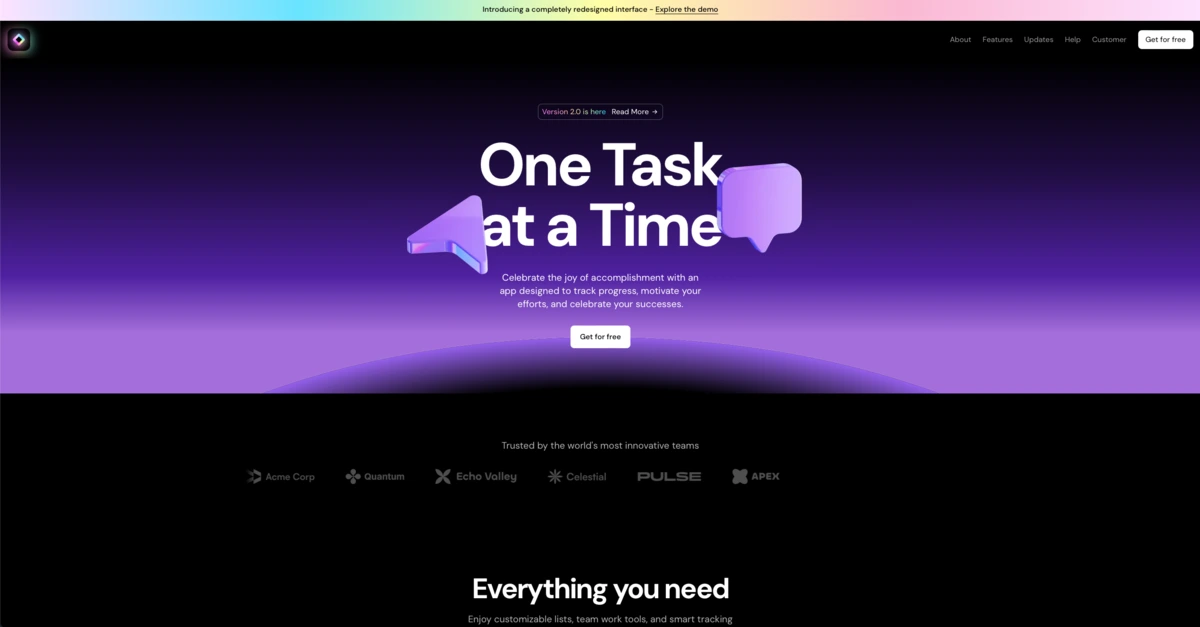 Introducing a completely redesigned interface - Explore the demo
About Features Updates Help Customer Get for free
Version 2.0 is here Read More →
One Task
at a Time
Celebrate the joy of accomplishment with an
app designed to track progress, motivate your
efforts, and celebrate your successes.
Get for free
Trusted by the world's most innovative teams
Acme Corp Quantum Echo Valley Celestial PULSE APEX
Everything you need
Enjoy customizable lists, team work tools, and smart tracking